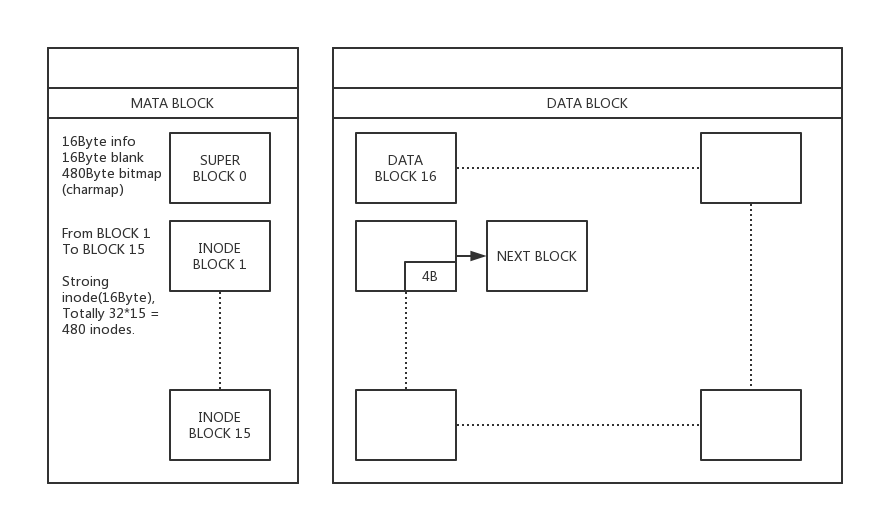 MATA BLOCK
16Byte info
16Byte blank
480Byte bitmap
(charmap)
SUPER
BLOCK 0
From BLOCK 1
To BLOCK 15
Stroing
inode(16Byte),
Totally 32*15 =
480 inodes.
INODE
BLOCK 1
INODE
BLOCK 15
DATA BLOCK
DATA
BLOCK 16
4B
NEXT BLOCK